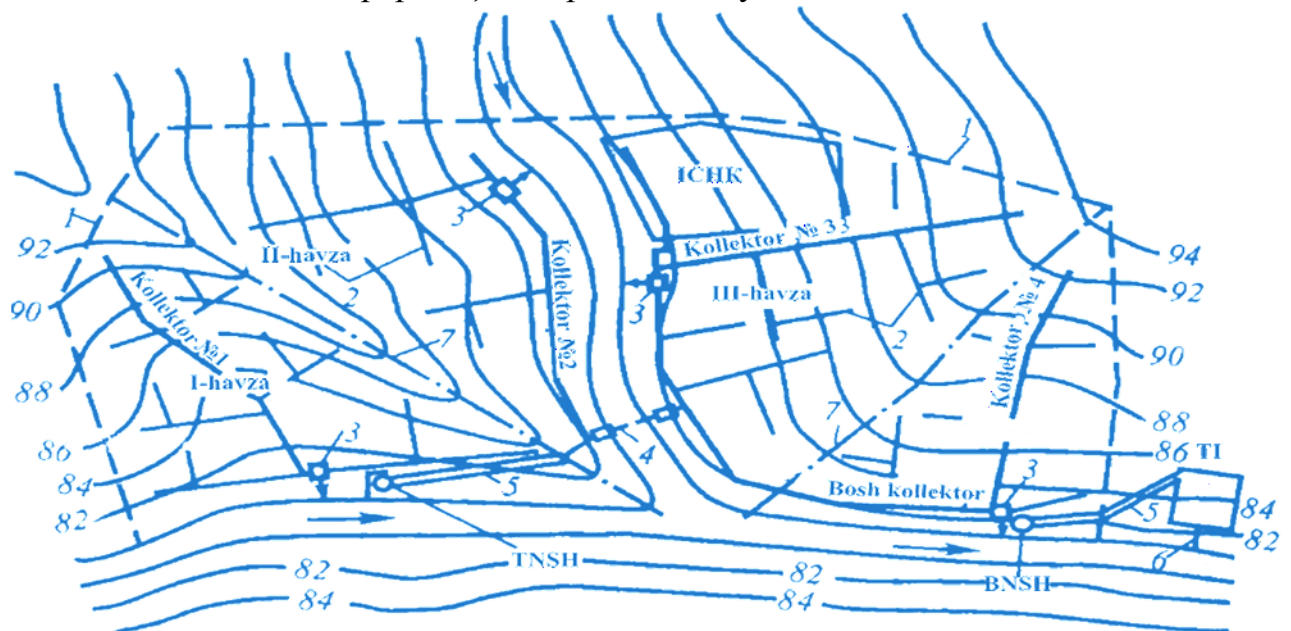 1
ICHK
3
1
92
II-havza
Kollektor № 33
94
Kollektor №1
2
Kollektor №2
III-havza
92
90
3
Kollektor № 4
7
2
90
88
I-havza
7
88
86
3
4
86 TI
84
5
Bosh kollektor
3
5
84
82
82
TNSH
6
82
82
BNSH
84
84